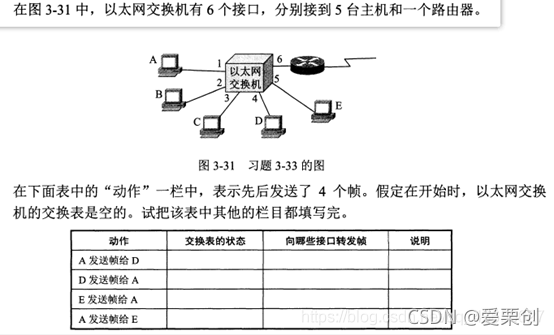 在图 3-31 中，以太网交换机有 6 个接口，分别接到 5 台主机和一个路由器。
A
1
6
以太网
交换机
5
B
2
3
4
E
C
D
图 3-31 习题 3-33 的图
在下面表中的“动作”一栏中，表示先后发送了 4 个帧。假定在开始时，以太网交换
机的交换表是空的。试把该表中其他的栏目都填写完。
动作 交换表的状态 向哪些接口转发帧 说明
A 发送帧给 D
D 发送帧给 A
E 发送帧给 A
A 发送帧给 E
CSDN @爱栗创